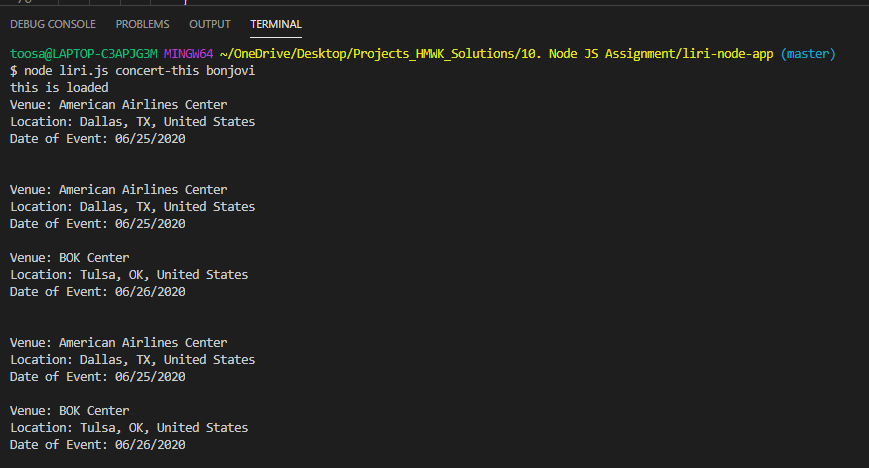 DEBUG CONSOLE PROBLEMS OUTPUT TERMINAL
toosa@LAPTOP-C3APJG3M MINGW64 ~/OneDrive/Desktop/Projects_HMWK_Solutions/10. Node JS Assignment/liri-node-app (master)
$ node liri.js concert-this bonjovi
this is loaded
Venue: American Airlines Center
Location: Dallas, TX, United States
Date of Event: 06/25/2020
Venue: American Airlines Center
Location: Dallas, TX, United States
Date of Event: 06/25/2020
Venue: BOK Center
Location: Tulsa, OK, United States
Date of Event: 06/26/2020
Venue: American Airlines Center
Location: Dallas, TX, United States
Date of Event: 06/25/2020
Venue: BOK Center
Location: Tulsa, OK, United States
Date of Event: 06/26/2020